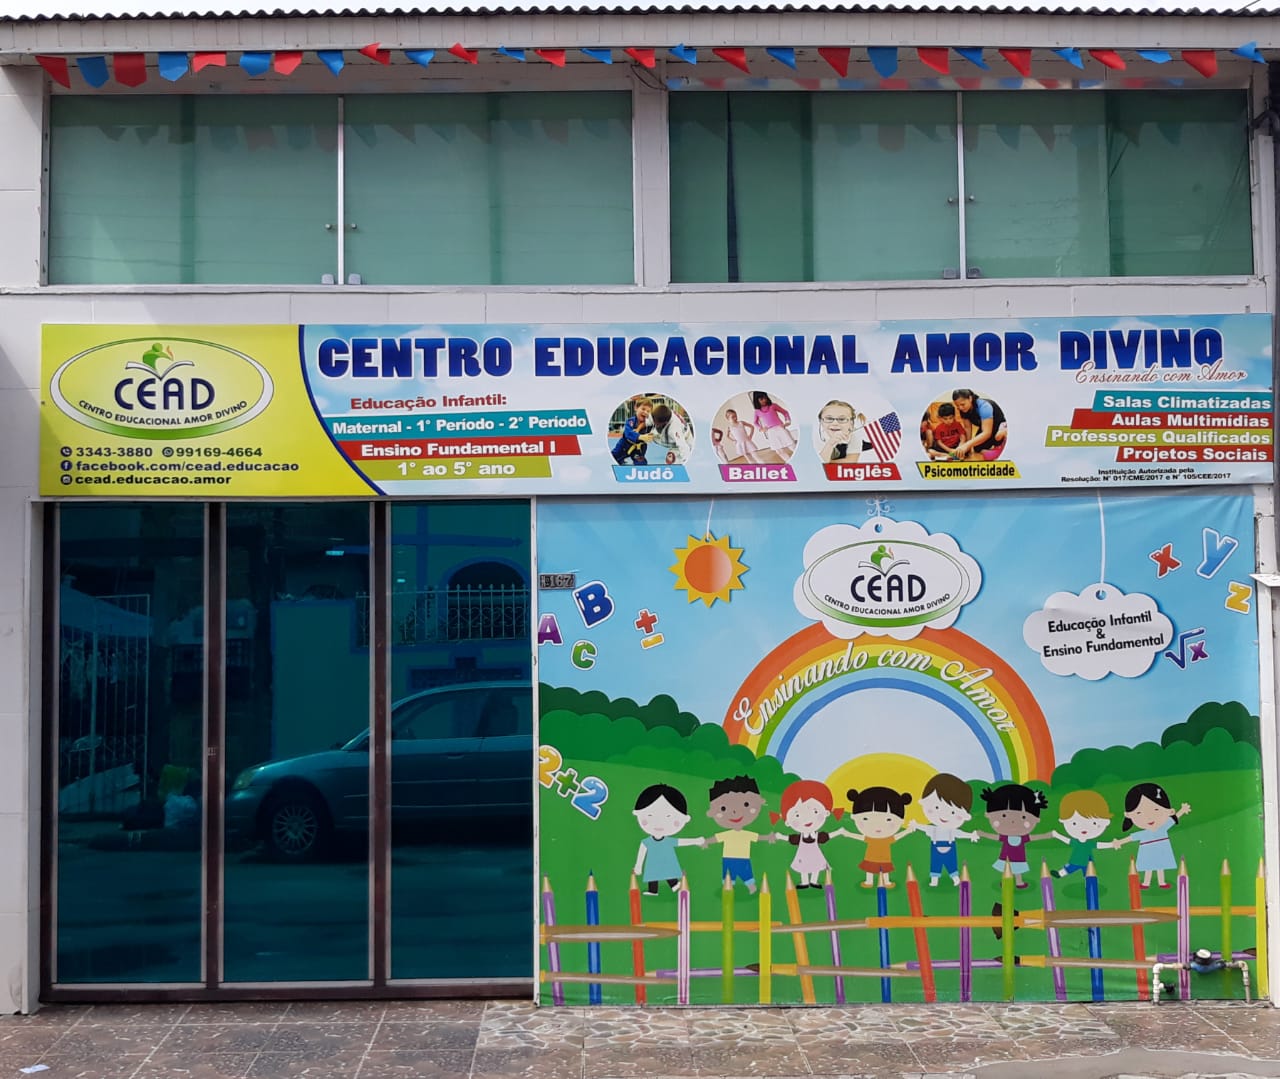 CEAD
CENTRO EDUCACIONAL AMOR DIVINO
3343-3880 99169-4664
facebook.com/cead.educacao
cead.educacao.amor
CENTRO EDUCACIONAL AMOR DIVINO
Ensinando com Amor
Educação Infantil:
Maternal - 1° Período - 2° Período
Ensino Fundamental I
1° ao 5° ano
Judô
Ballet
Inglês
Psicomotricidade
Salas Climatizadas
Aulas Multimídias
Professores Qualificados
Projetos Sociais
Instituição Autorizada pela
Resolução: N° 017/CME/2017 e N° 105/CEE/2017
CEAD
CENTRO EDUCACIONAL AMOR DIVINO
Ensinando com Amor
Educação Infantil
&
Ensino Fundamental
A B C
+ -
x y z
√x
2+2